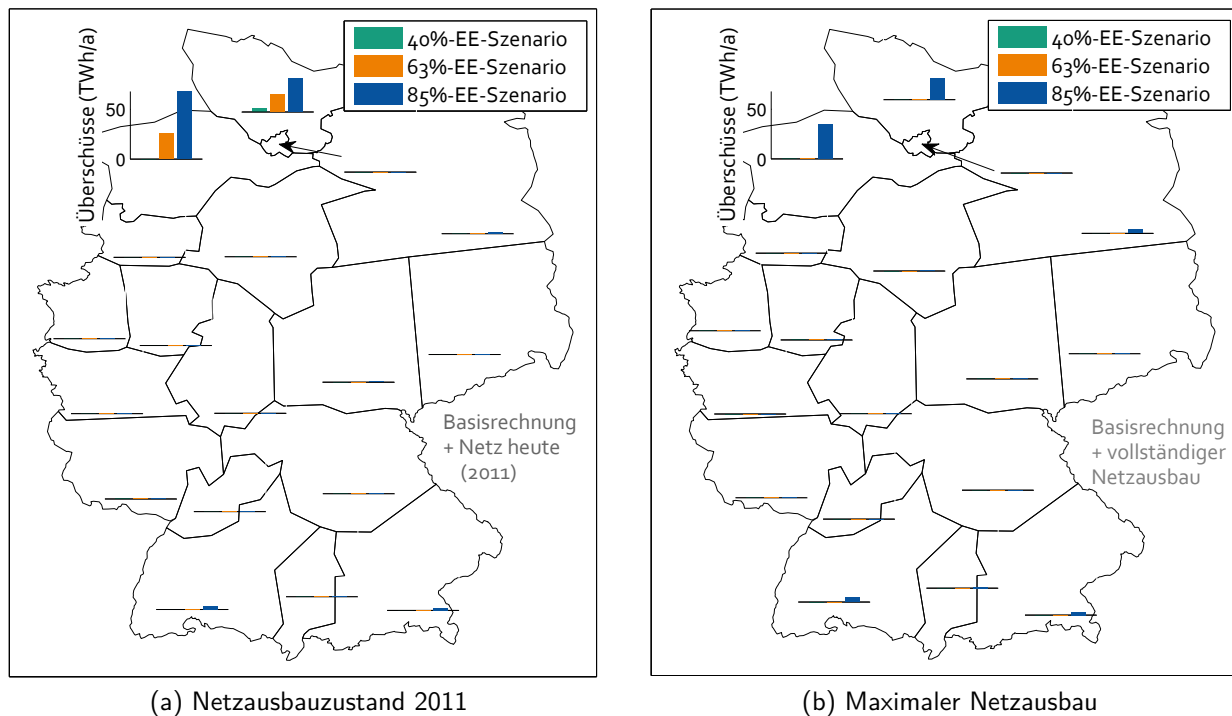 Überschüsse (TWh/a)
50
0
40%-EE-Szenario
63%-EE-Szenario
85%-EE-Szenario
Basisrechnung
+ Netz heute
(2011)
(a) Netzausbauzustand 2011
Überschüsse (TWh/a)
50
0
40%-EE-Szenario
63%-EE-Szenario
85%-EE-Szenario
Basisrechnung
+ vollständiger
Netzausbau
(b) Maximaler Netzausbau